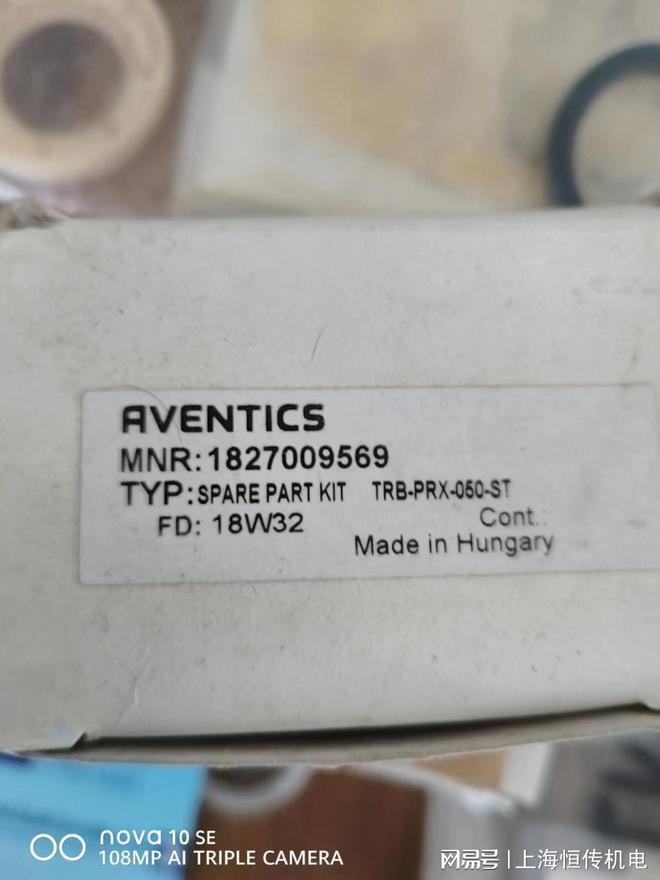 AVENTICS
MNR:1827009569
TYP:SPARE PART KIT TRB-PRX-050-ST
FD: 18W32
Cont.:
Made in Hungary
nova 10 SE
108MP AI TRIPLE CAMERA
网易号 | 上海恒传机电